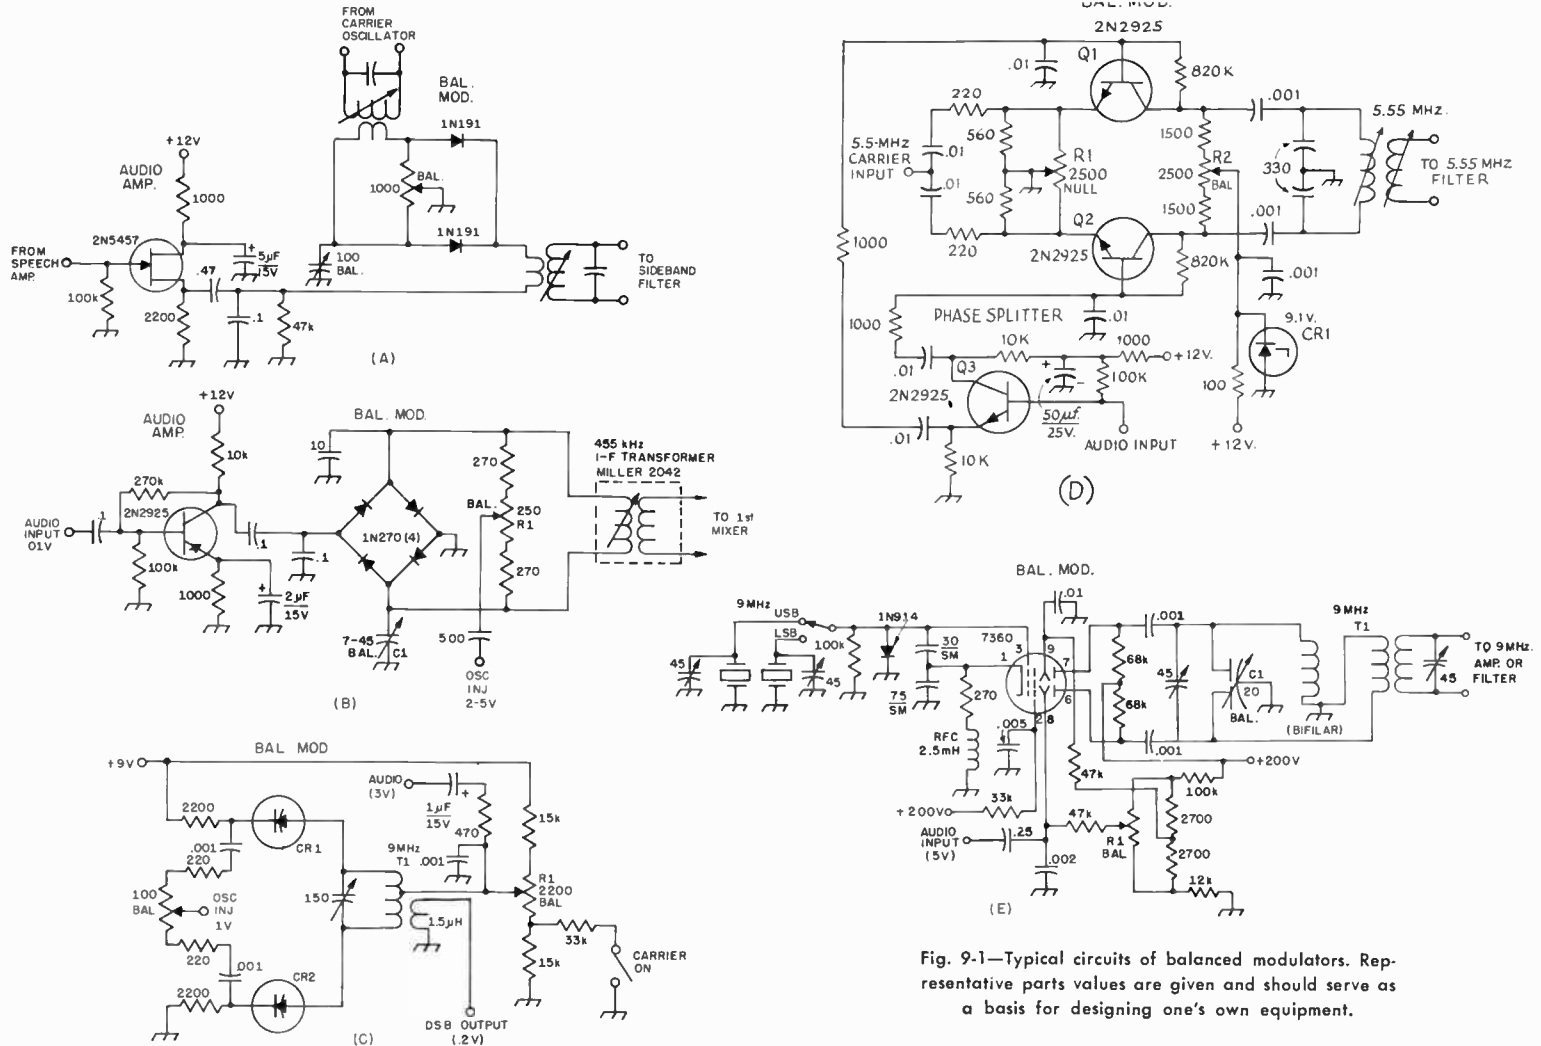 FROM
CARRIER
OSCILLATOR
BAL.
MOD.
1N191
+12V
AUDIO
AMP.
1000
1000
BAL.
1N191
2N5457
FROM
SPEECH
AMP.
5µF
15V
100
BAL.
TO
SIDEBAND
FILTER
.47
100k
2200
.1
47k
(A)
+12V
AUDIO
AMP.
BAL. MOD.
10k
10
270
455 kHz
I-F TRANSFORMER
MILLER 2042
270k
2N2925
BAL.
250
R1
AUDIO
INPUT
01V
.1
.1
1N270 (4)
TO 1st
MIXER
100k
.1
270
1000
2µF
15V
7-45
BAL.
C1
500
OSC
INJ
2-5V
(B)
BAL MOD
+9V
AUDIO
(3V)
1µF
15V
2200
15k
470
CR1
.001
220
9MHz
T1
.001
R1
2200
BAL
100
BAL
OSC
INJ
1V
150
1.5µH
33k
220
.001
15k
CARRIER
ON
CR2
2200
DSB OUTPUT
(.2V)
(C)
BAL. MOD.
2N2925
Q1
.01
820K
220
.001
5.55 MHz.
560
1500
5.5-MHz
CARRIER
INPUT
.01
R1
2500
NULL
R2
2500
BAL
330
TO 5.55 MHz
FILTER
.01
560
1500
Q2
.001
220
2N2925
820K
1000
.001
PHASE SPLITTER
.01
1000
9.1V.
CR1
10K
1000
+12V.
.01
Q3
100K
100
2N2925
50µf.
25V.
.01
AUDIO INPUT
+12V.
10K
(D)
BAL. MOD.
.01
9MHz
USB
1N914
9MHz
T1
LSB
100k
30
SM
7360
3
9
.001
1
7
68k
TO 9MHz.
AMP. OR
FILTER
45
45
45
C1
20
BAL.
45
75
SM
270
6
68k
2
8
.005
(BIFILAR)
RFC
2.5mH
.001
+200V
47k
100k
33k
+200V
47k
2700
AUDIO
INPUT
(5V)
.25
R1
BAL
2700
.002
12k
(E)
Fig. 9-1—Typical circuits of balanced modulators. Rep-
resentative parts values are given and should serve as
a basis for designing one's own equipment.